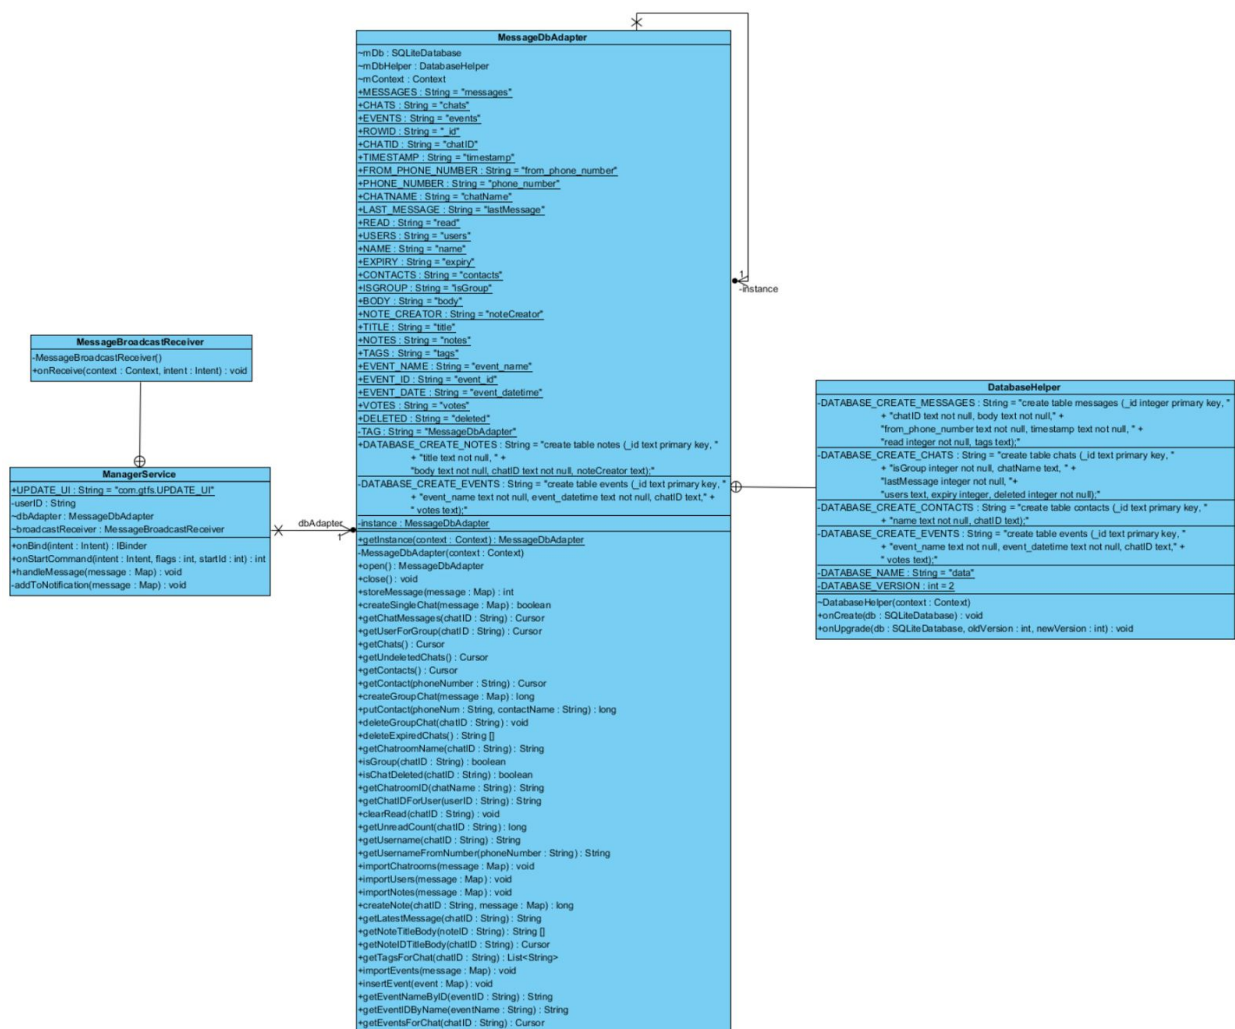 MessageDbAdapter
~mDb : SQLiteDatabase
~mDbHelper : DatabaseHelper
~mContext : Context
+MESSAGES : String = "messages"
+CHATS : String = "chats"
+EVENTS : String = "events"
+ROWID : String = "_id"
+CHATID : String = "chatID"
+TIMESTAMP : String = "timestamp"
+FROM_PHONE_NUMBER : String = "from_phone_number"
+PHONE_NUMBER : String = "phone_number"
+CHATNAME : String = "chatName"
+LAST_MESSAGE : String = "lastMessage"
+READ : String = "read"
+USERS : String = "users"
+NAME : String = "name"
+EXPIRY : String = "expiry"
+CONTACTS : String = "contacts"
+ISGROUP : String = "isGroup"
+BODY : String = "body"
+NOTE_CREATOR : String = "noteCreator"
+TITLE : String = "title"
+NOTES : String = "notes"
+TAGS : String = "tags"
+EVENT_NAME : String = "event_name"
+EVENT_ID : String = "event_id"
+EVENT_DATE : String = "event_datetime"
+VOTES : String = "votes"
+DELETED : String = "deleted"
-TAG : String = "MessageDbAdapter"
+DATABASE_CREATE_NOTES : String = "create table notes (_id text primary key, "
+ "title text not null, " +
"body text not null, chatID text not null, noteCreator text);"
-DATABASE_CREATE_EVENTS : String = "create table events (_id text primary key, "
+ "event_name text not null, event_datetime text not null, chatID text," +
" votes text);"
-instance : MessageDbAdapter
+getInstance(context : Context) : MessageDbAdapter
-MessageDbAdapter(context : Context)
+open() : MessageDbAdapter
+close() : void
+storeMessage(message : Map) : int
+createSingleChat(message : Map) : boolean
+getChatMessages(chatID : String) : Cursor
+getUserForGroup(chatID : String) : Cursor
+getChats() : Cursor
+getUndeletedChats() : Cursor
+getContacts() : Cursor
+getContact(phoneNumber : String) : Cursor
+createGroupChat(message : Map) : long
+putContact(phoneNum : String, contactName : String) : long
+deleteGroupChat(chatID : String) : void
+deleteExpiredChats() : String []
+getChatroomName(chatID : String) : String
+isGroup(chatID : String) : boolean
+isChatDeleted(chatID : String) : boolean
+getChatroomID(chatName : String) : String
+getChatIDForUser(userID : String) : String
+clearRead(chatID : String) : void
+getUnreadCount(chatID : String) : long
+getUsername(chatID : String) : String
+getUsernameFromNumber(phoneNumber : String) : String
+importChatrooms(message : Map) : void
+importUsers(message : Map) : void
+importNotes(message : Map) : void
+createNote(chatID : String, message : Map) : long
+getLatestMessage(chatID : String) : String
+getNoteTitleBody(noteID : String) : String []
+getNoteIDTitleBody(chatID : String) : Cursor
+getTagsForChat(chatID : String) : List<String>
+importEvents(message : Map) : void
+insertEvent(event : Map) : void
+getEventNameByID(eventID : String) : String
+getEventIDByName(eventName : String) : String
+getEventsForChat(chatID : String) : Cursor
1
-instance
MessageBroadcastReceiver
-MessageBroadcastReceiver()
+onReceive(context : Context, intent : Intent) : void
ManagerService
+UPDATE_UI : String = "com.gtfs.UPDATE_UI"
-userID : String
~dbAdapter : MessageDbAdapter
~broadcastReceiver : MessageBroadcastReceiver
+onBind(intent : Intent) : IBinder
+onStartCommand(intent : Intent, flags : int, startId : int) : int
+handleMessage(message : Map) : void
-addToNotification(message : Map) : void
dbAdapter
1
DatabaseHelper
-DATABASE_CREATE_MESSAGES : String = "create table messages (_id integer primary key, "
+ "chatID text not null, body text not null," +
"from_phone_number text not null, timestamp text not null, " +
"read integer not null, tags text);"
-DATABASE_CREATE_CHATS : String = "create table chats (_id text primary key, "
+ "isGroup integer not null, chatName text, " +
"lastMessage integer not null, "+
"users text, expiry integer, deleted integer not null);"
-DATABASE_CREATE_CONTACTS : String = "create table contacts (_id text primary key, "
+ "name text not null, chatID text);"
-DATABASE_CREATE_EVENTS : String = "create table events (_id text primary key, "
+ "event_name text not null, event_datetime text not null, chatID text," +
" votes text);"
-DATABASE_NAME : String = "data"
-DATABASE_VERSION : int = 2
~DatabaseHelper(context : Context)
+onCreate(db : SQLiteDatabase) : void
+onUpgrade(db : SQLiteDatabase, oldVersion : int, newVersion : int) : void